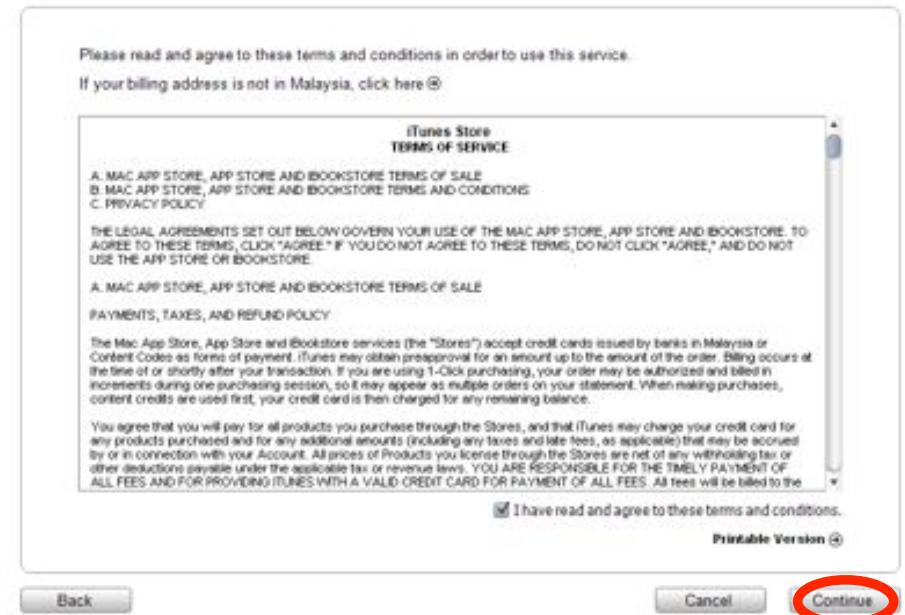 Please read and agree to these terms and conditions in order to use this service.
If your billing address is not in Malaysia, click here
iTunes Store
TERMS OF SERVICE
A. MAC APP STORE, APP STORE AND IBOOKSTORE TERMS OF SALE
B. MAC APP STORE, APP STORE AND IBOOKSTORE TERMS AND CONDITIONS
C. PRIVACY POLICY
THE LEGAL AGREEMENTS SET OUT BELOW GOVERN YOUR USE OF THE MAC APP STORE, APP STORE AND IBOOKSTORE. TO
AGREE TO THESE TERMS, CLICK "AGREE." IF YOU DO NOT AGREE TO THESE TERMS, DO NOT CLICK "AGREE," AND DO NOT
USE THE APP STORE OR IBOOKSTORE.
A. MAC APP STORE, APP STORE AND IBOOKSTORE TERMS OF SALE
PAYMENTS, TAXES, AND REFUND POLICY
The Mac App Store, App Store and iBookstore services (the "Stores") accept credit cards issued by banks in Malaysia or
Content Codes as forms of payment. iTunes may obtain preapproval for an amount up to the amount of the order. Billing occurs at
the time of or shortly after your transaction. If you are using 1-Click purchasing, your order may be authorized and billed in
increments during one purchasing session, so it may appear as multiple orders on your statement. When making purchases,
content credits are used first, your credit card is then charged for any remaining balance.
You agree that you will pay for all products you purchase through the Stores, and that iTunes may charge your credit card for
any products purchased and for any additional amounts (including any taxes and late fees, as applicable) that may be accrued
by or in connection with your Account. All prices of Products you license through the Stores are net of any withholding tax or
other deductions payable under the applicable tax or revenue laws. YOU ARE RESPONSIBLE FOR THE TIMELY PAYMENT OF
ALL FEES AND FOR PROVIDING ITUNES WITH A VALID CREDIT CARD FOR PAYMENT OF ALL FEES. All fees will be billed to the
I have read and agree to these terms and conditions.
Printable Version
Back Cancel Continue